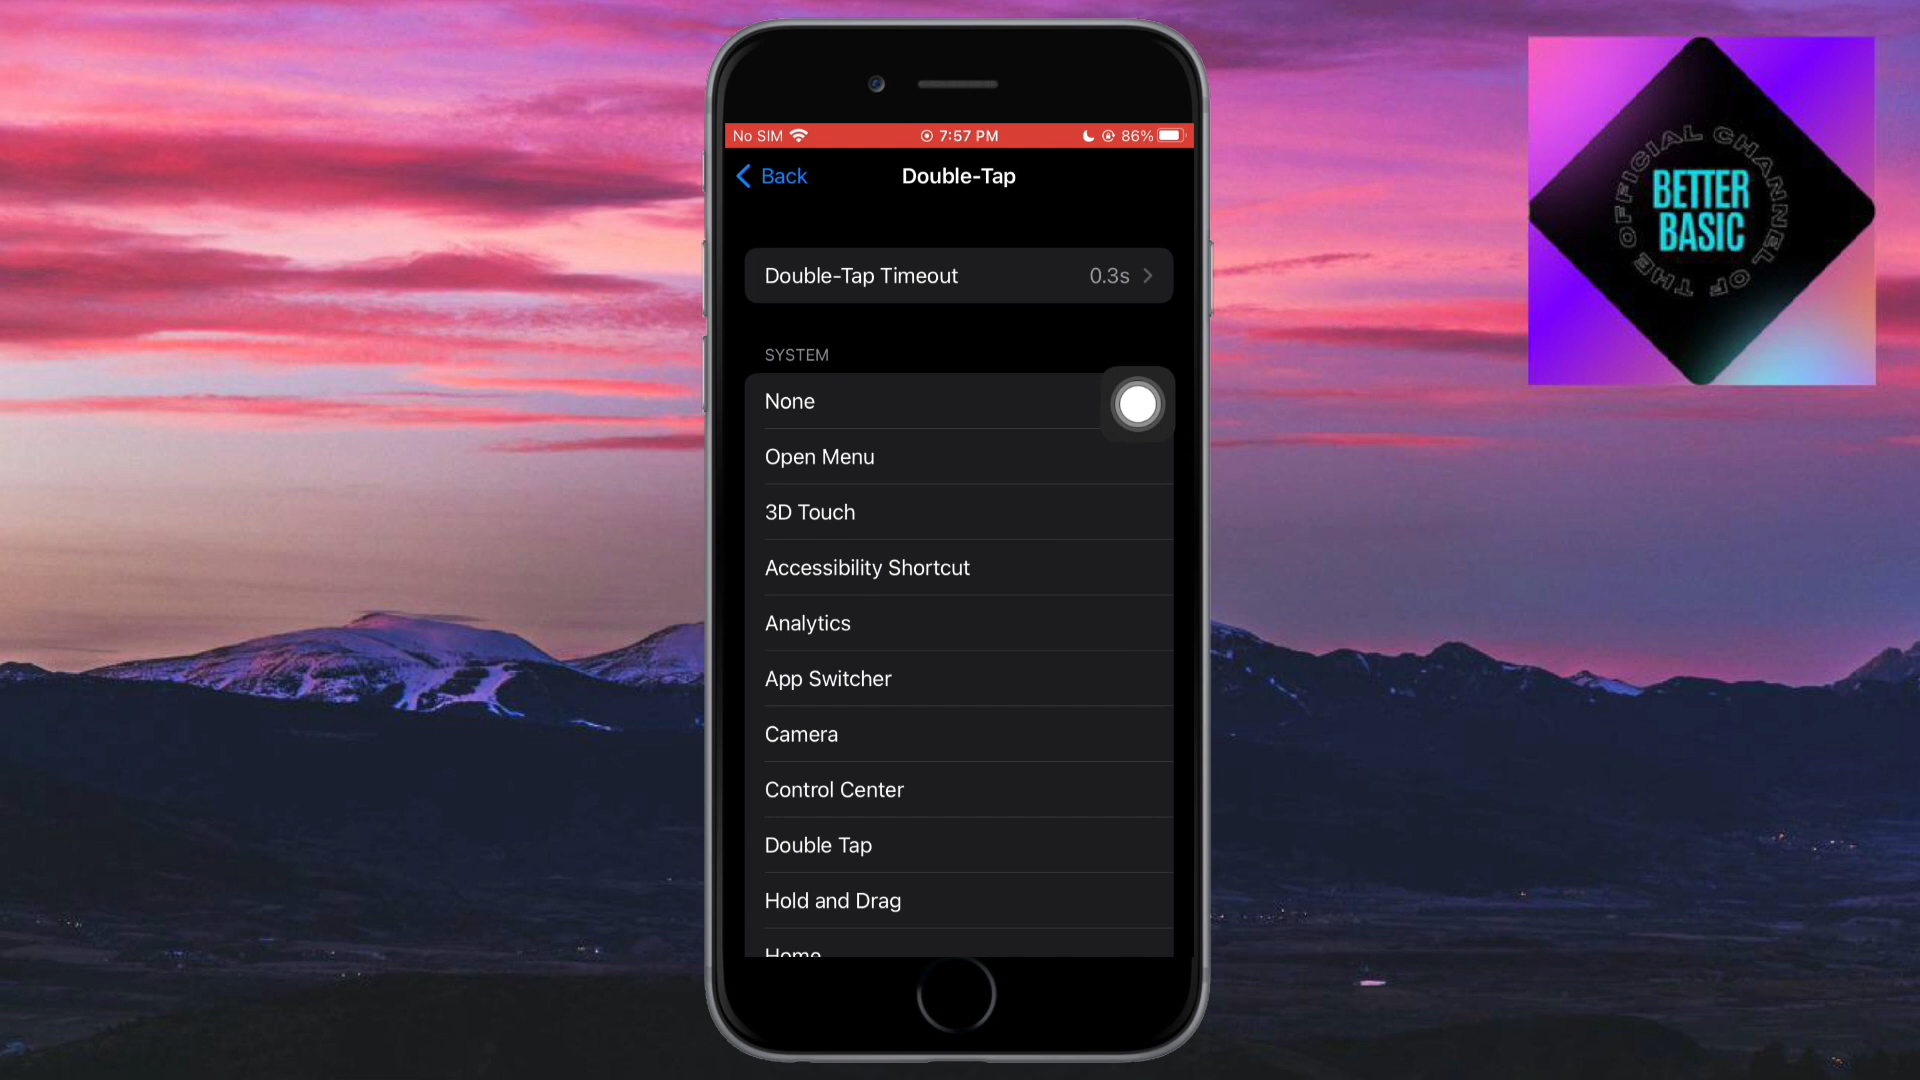 No SIM 7:57 PM 86%
Back Double-Tap
Double-Tap Timeout 0.3s
SYSTEM
None
Open Menu
3D Touch
Accessibility Shortcut
Analytics
App Switcher
Camera
Control Center
Double Tap
Hold and Drag
Home
OFFICIAL CHANNEL OF THE
BETTER
BASIC